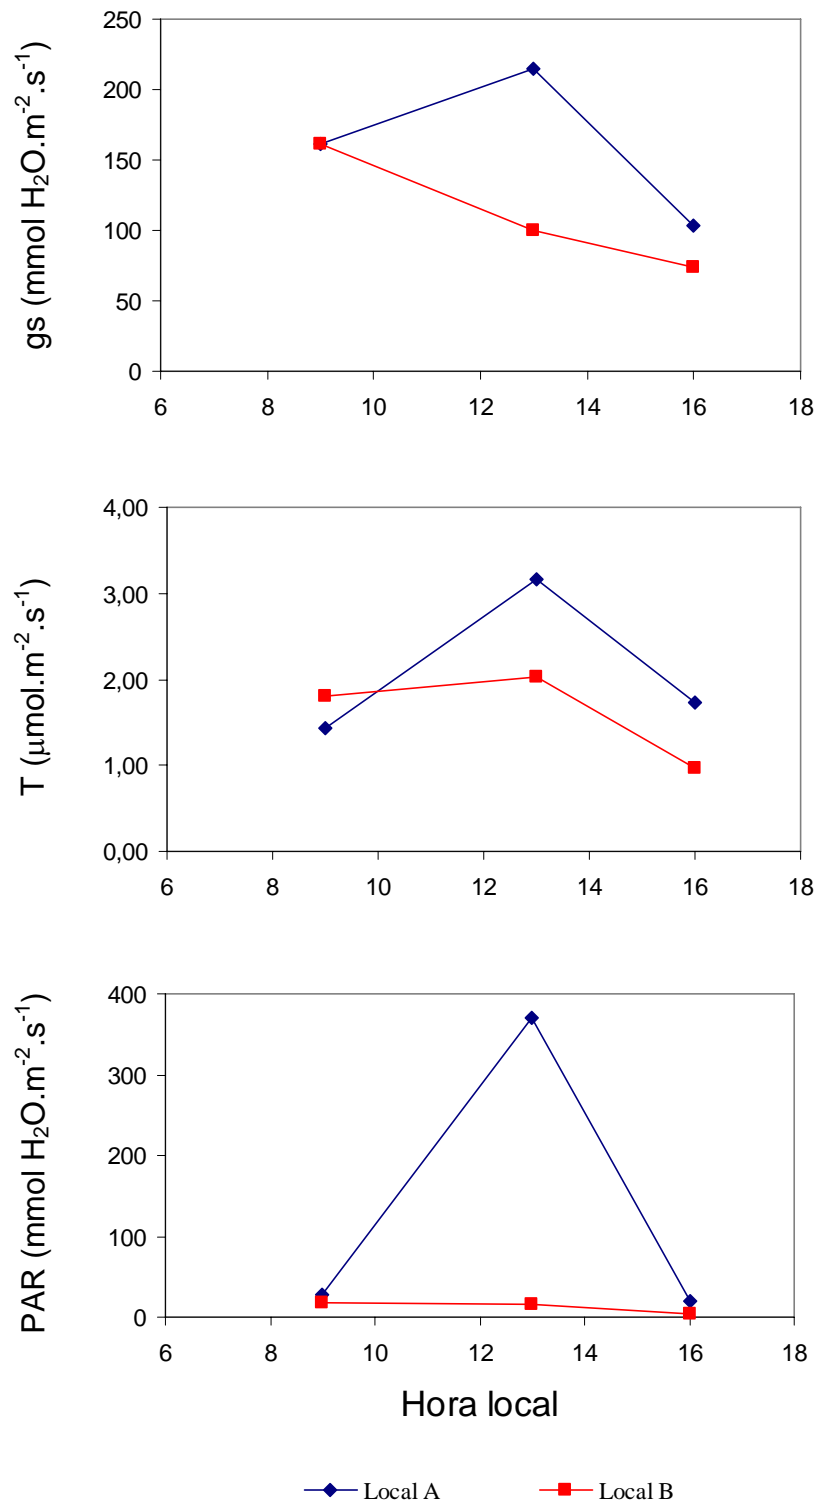 gs (mmol H₂O.m⁻².s⁻¹)
250
200
150
100
50
0
6 8 10 12 14 16 18
T (μmol.m⁻².s⁻¹)
4,00
3,00
2,00
1,00
0,00
6 8 10 12 14 16 18
PAR (mmol H₂O.m⁻².s⁻¹)
400
300
200
100
0
6 8 10 12 14 16 18
Hora local
Local A Local B